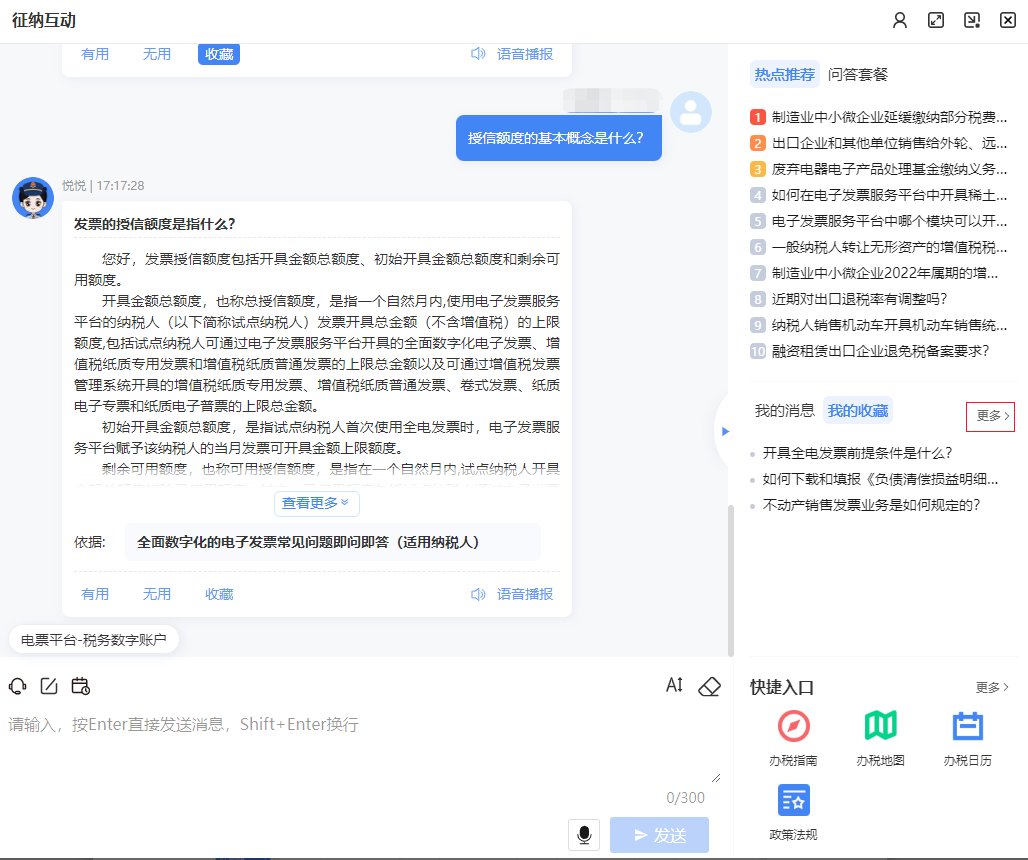 征纳互动
有用 无用 收藏 语音播报
授信额度的基本概念是什么？
悦悦 | 17:17:28
发票的授信额度是指什么？
您好，发票授信额度包括开具金额总额度、初始开具金额总额度和剩余可
用额度。
开具金额总额度，也称总授信额度，是指一个自然月内,使用电子发票服务
平台的纳税人（以下简称试点纳税人）发票开具总金额（不含增值税）的上限
额度,包括试点纳税人可通过电子发票服务平台开具的全面数字化电子发票、增
值税纸质专用发票和增值税纸质普通发票的上限总金额以及可通过增值税发票
管理系统开具的增值税纸质专用发票、增值税纸质普通发票、卷式发票、纸质
电子专票和纸质电子普票的上限总金额。
初始开具金额总额度，是指试点纳税人首次使用全电发票时，电子发票服
务平台赋予该纳税人的当月发票可开具金额上限额度。
剩余可用额度，也称可用授信额度，是指在一个自然月内,试点纳税人开具
查看更多
依据: 全面数字化的电子发票常见问题即问即答（适用纳税人）
有用 无用 收藏 语音播报
电票平台-税务数字账户
请输入，按Enter直接发送消息，Shift+Enter换行
0/300
发送
热点推荐 问答套餐
1 制造业中小微企业延缓缴纳部分税费...
2 出口企业和其他单位销售给外轮、远...
3 废弃电器电子产品处理基金缴纳义务...
4 如何在电子发票服务平台中开具稀土...
5 电子发票服务平台中哪个模块可以开...
6 一般纳税人转让无形资产的增值税税...
7 制造业中小微企业2022年属期的增...
8 近期对出口退税率有调整吗？
9 纳税人销售机动车开具机动车销售统...
10 融资租赁出口企业退免税备案要求？
我的消息 我的收藏 更多
开具全电发票前提条件是什么？
如何下载和填报《负债清偿损益明细...
不动产销售发票业务是如何规定的？
快捷入口 更多
办税指南 办税地图 办税日历
政策法规